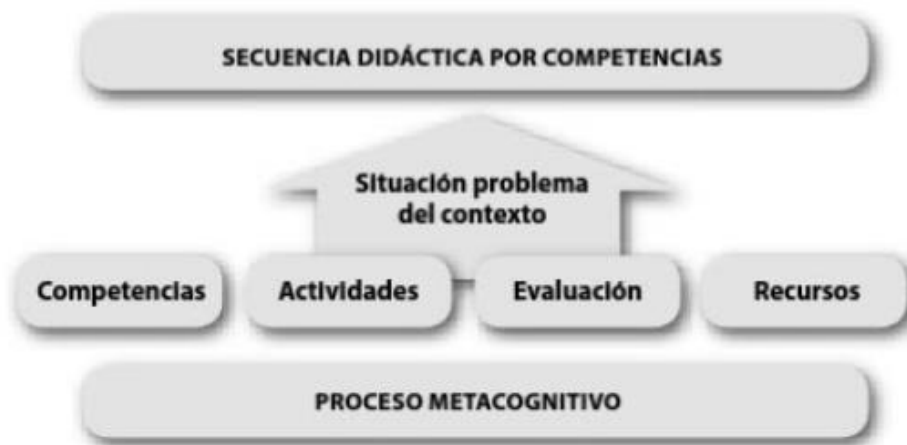 SECUENCIA DIDÁCTICA POR COMPETENCIAS
Situación problema
del contexto
Competencias
Actividades
Evaluación
Recursos
PROCESO METACOGNITIVO